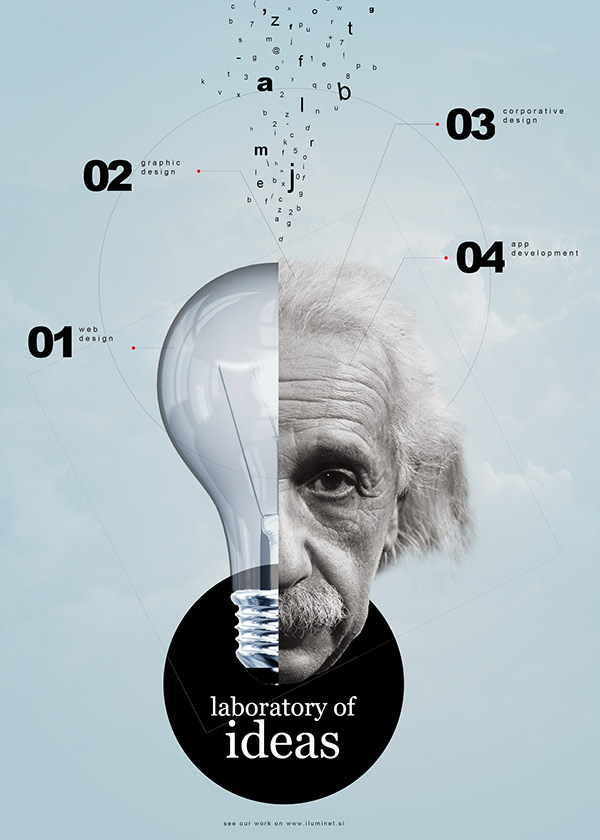 03
corporative
design
02
graphic
design
04
app
development
01
web
design
laboratory of
ideas
see our work on www.iluminet.si